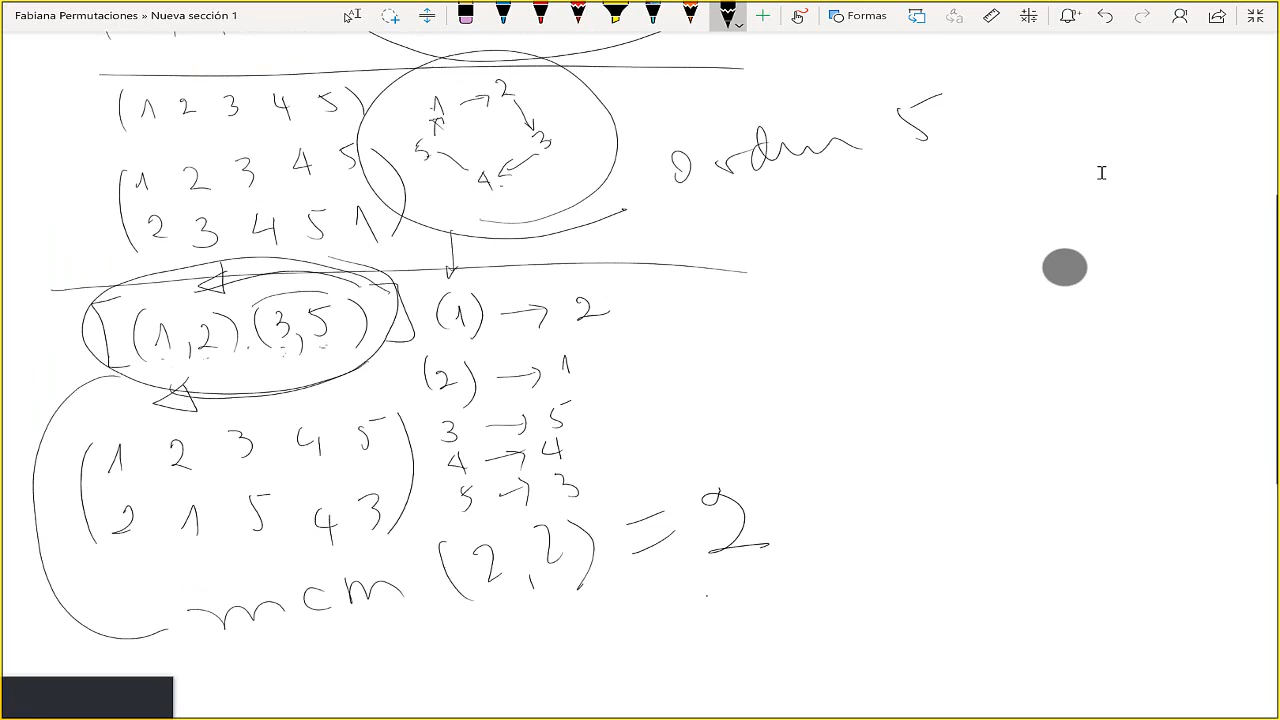 Fabiana Permutaciones » Nueva sección 1
Formas
(1 2 3 4 5)
1 → 2
5 3
4
orden 5
(1 2 3 4 5
2 3 4 5 1)
[(1,2).(3,5)]
(1) → 2
(2) → 1
3 → 5
4 → 4
5 → 3
(1 2 3 4 5
2 1 5 4 3)
mcm (2,2) = 2